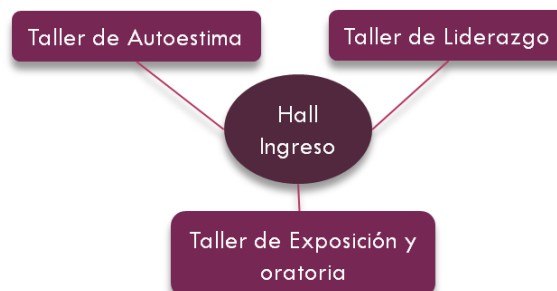 Taller de Autoestima
Taller de Liderazgo
Hall
Ingreso
Taller de Exposición y
oratoria